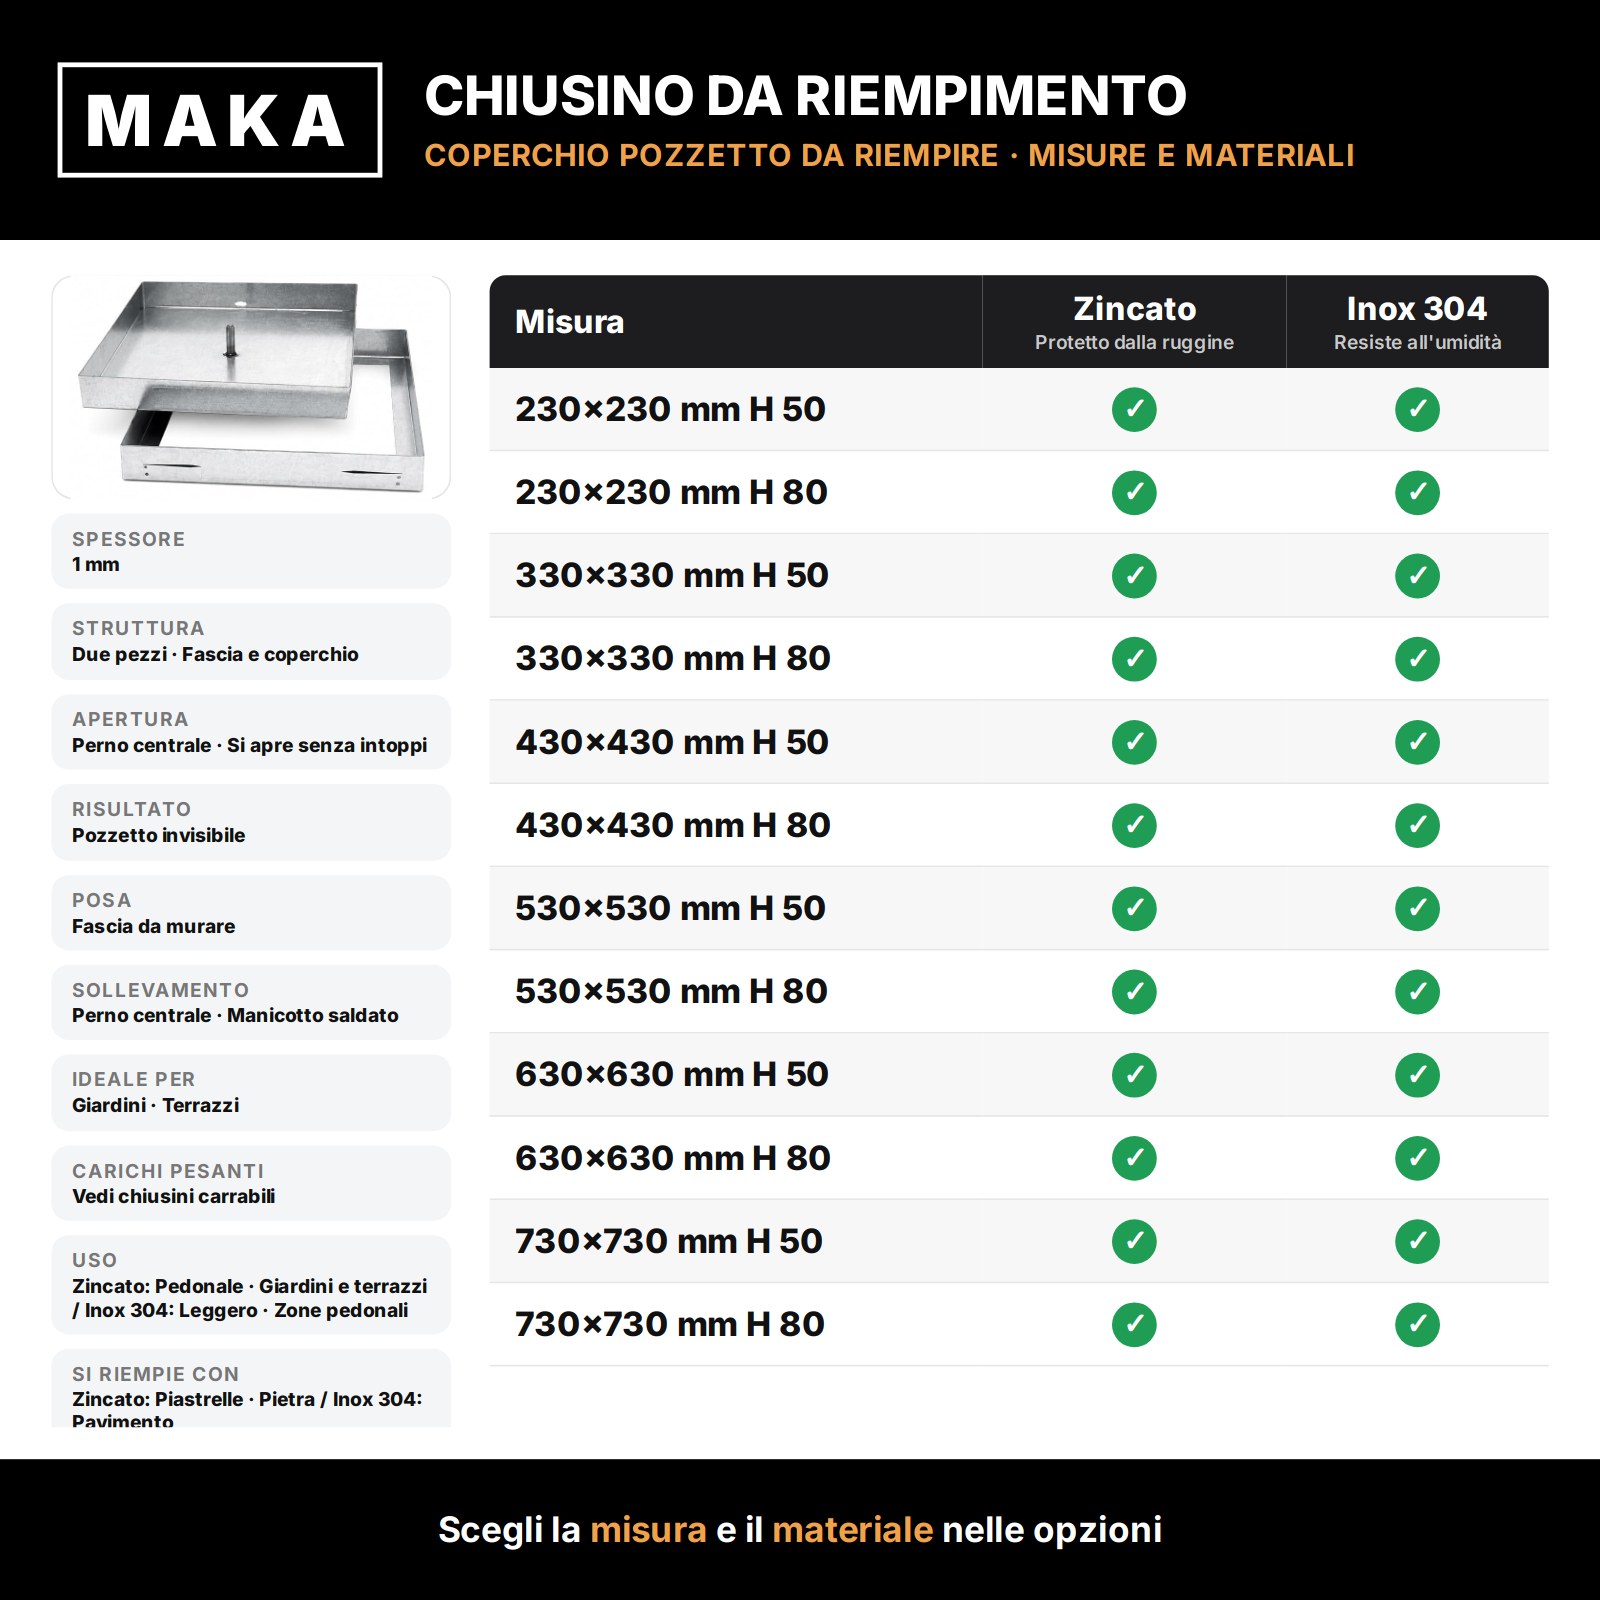 MAKA
CHIUSINO DA RIEMPIMENTO
COPERCHIO POZZETTO DA RIEMPIRE · MISURE E MATERIALI
SPESSORE
1 mm
STRUTTURA
Due pezzi · Fascia e coperchio
APERTURA
Perno centrale · Si apre senza intoppi
RISULTATO
Pozzetto invisibile
POSA
Fascia da murare
SOLLEVAMENTO
Perno centrale · Manicotto saldato
IDEALE PER
Giardini · Terrazzi
CARICHI PESANTI
Vedi chiusini carrabili
USO
Zincato: Pedonale · Giardini e terrazzi
/ Inox 304: Leggero · Zone pedonali
SI RIEMPIE CON
Zincato: Piastrelle · Pietra / Inox 304:
Pavimento
Misura Zincato Inox 304
Protetto dalla ruggine Resiste all'umidità
230×230 mm H 50 ✓ ✓
230×230 mm H 80 ✓ ✓
330×330 mm H 50 ✓ ✓
330×330 mm H 80 ✓ ✓
430×430 mm H 50 ✓ ✓
430×430 mm H 80 ✓ ✓
530×530 mm H 50 ✓ ✓
530×530 mm H 80 ✓ ✓
630×630 mm H 50 ✓ ✓
630×630 mm H 80 ✓ ✓
730×730 mm H 50 ✓ ✓
730×730 mm H 80 ✓ ✓
Scegli la misura e il materiale nelle opzioni